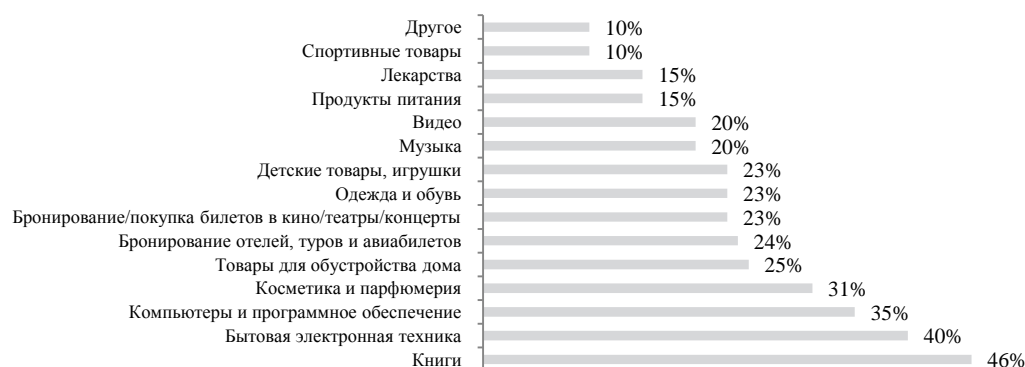 Другое 10%
Спортивные товары 10%
Лекарства 15%
Продукты питания 15%
Видео 20%
Музыка 20%
Детские товары, игрушки 23%
Одежда и обувь 23%
Бронирование/покупка билетов в кино/театры/концерты 23%
Бронирование отелей, туров и авиабилетов 24%
Товары для обустройства дома 25%
Косметика и парфюмерия 31%
Компьютеры и программное обеспечение 35%
Бытовая электронная техника 40%
Книги 46%